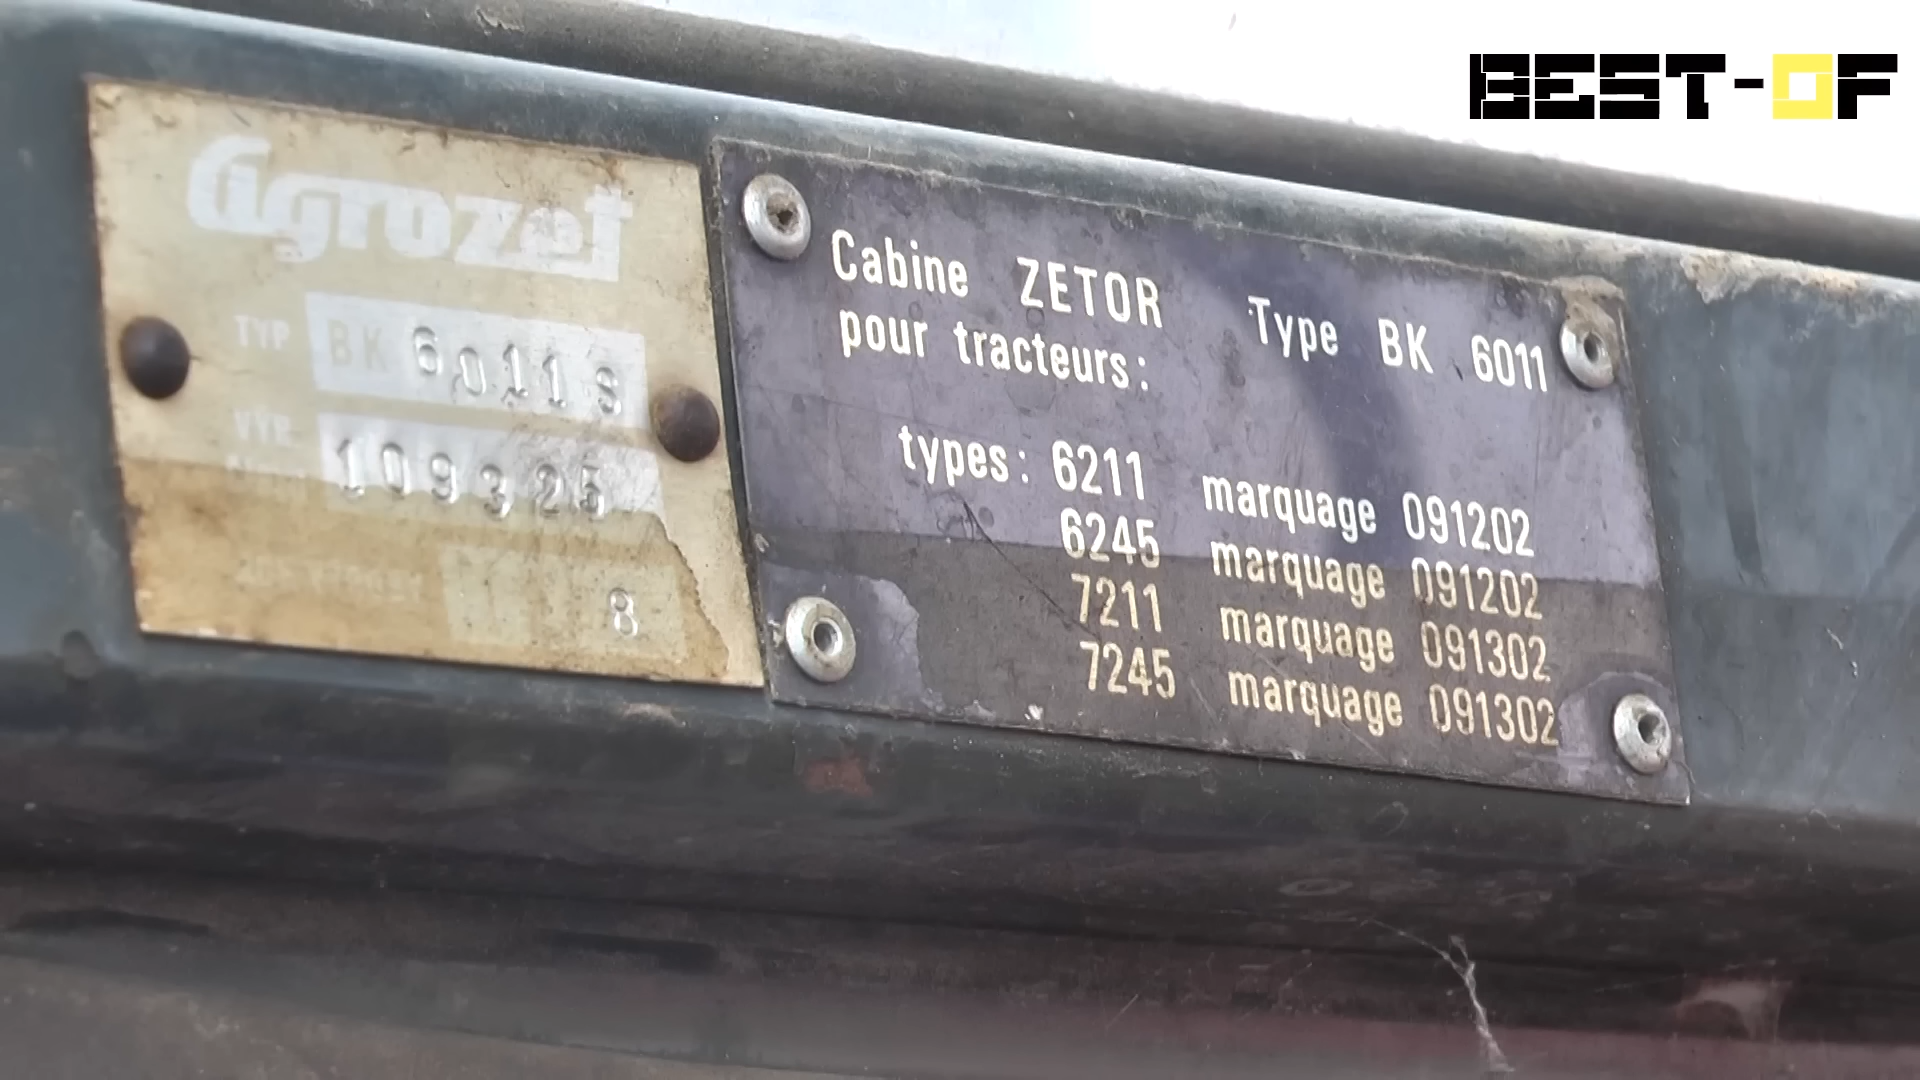 BEST-OF
agrozet
TYP BK 6011 S
VÝR
109325
8
Cabine ZETOR Type BK 6011
pour tracteurs:
types: 6211 marquage 091202
6245 marquage 091202
7211 marquage 091302
7245 marquage 091302